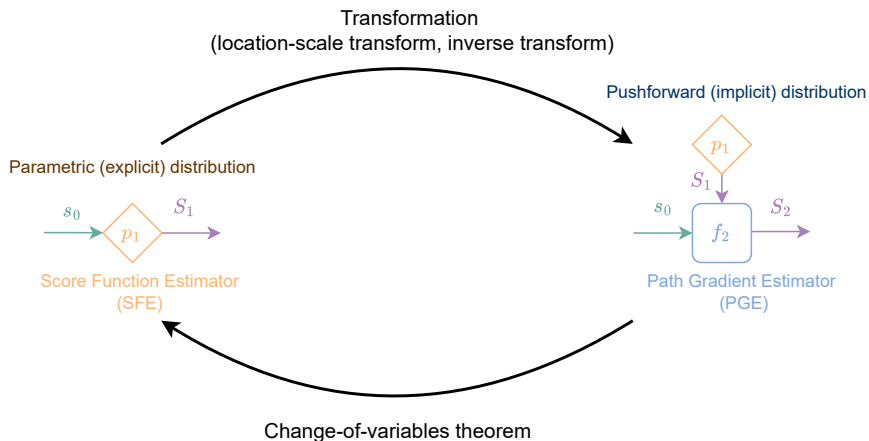 Transformation
(location-scale transform, inverse transform)
Pushforward (implicit) distribution
p₁
Parametric (explicit) distribution
S₁
s₀
S₁
s₀
S₂
p₁
f₂
Score Function Estimator
(SFE)
Path Gradient Estimator
(PGE)
Change-of-variables theorem